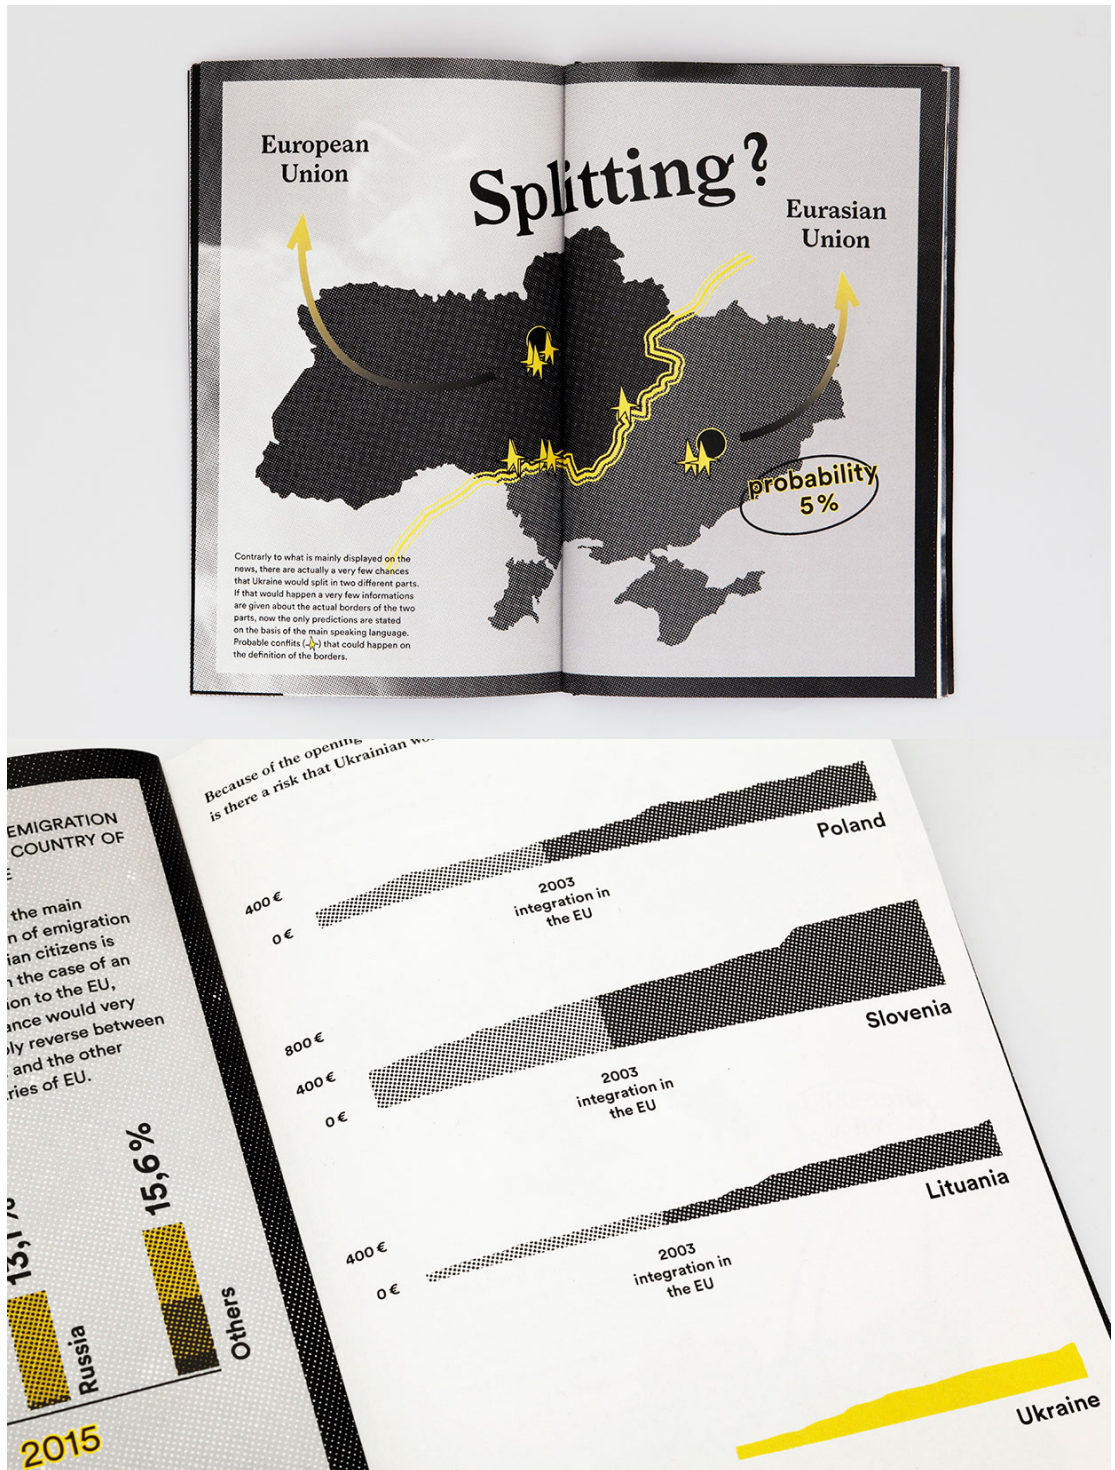 European
Union
Splitting?
Eurasian
Union
probability
5%
Contrarly to what is mainly displayed on the
news, there are actually a very few chances
that Ukraine would split in two different parts.
If that would happen a very few informations
are given about the actual borders of the two
parts, now the only predictions are stated
on the basis of the main speaking language.
Probable conflits ( ) that could happen on
the definition of the borders.
Because of the opening
is there a risk that Ukrainian
EMIGRATION
COUNTRY OF
the main
of emigration
citizens is
the case of an
to the EU,
would very
reverse between
and the other
of EU.
15,6%
Russia
Others
2015
400 €
0 €
2003
integration in
the EU
Poland
800 €
400 €
0 €
2003
integration in
the EU
Slovenia
400 €
0 €
2003
integration in
the EU
Lituania
Ukraine